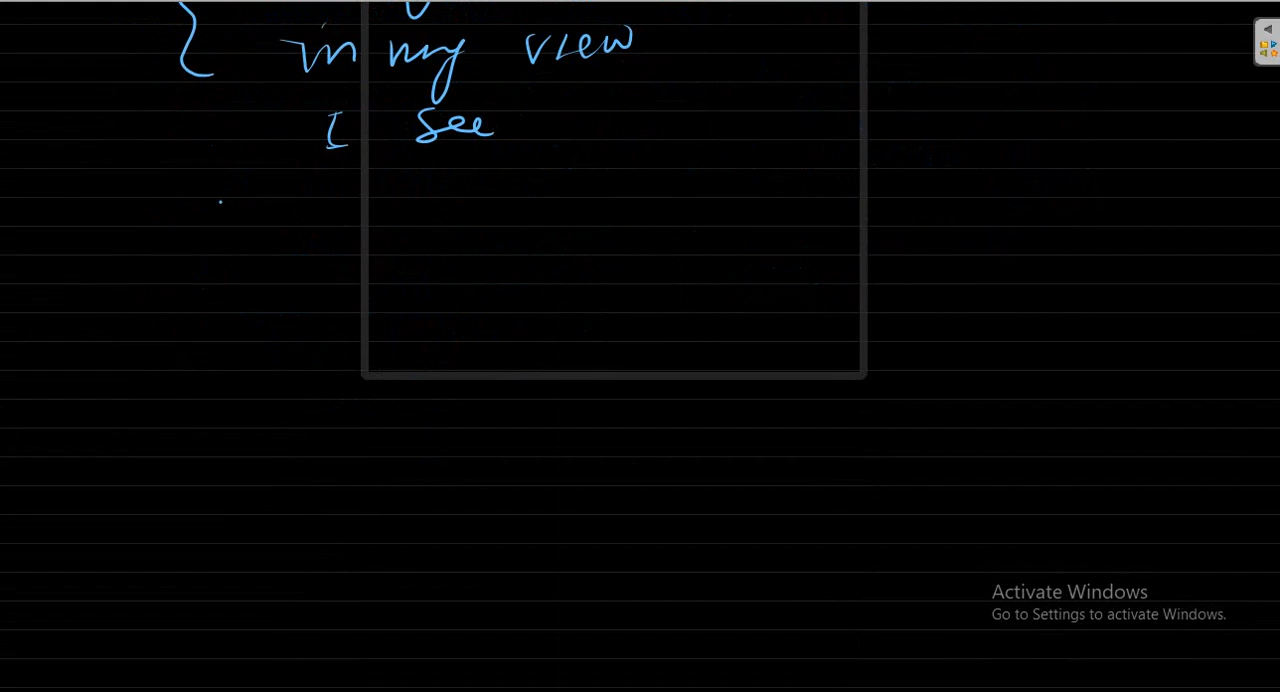 in my view
I see
Activate Windows
Go to Settings to activate Windows.